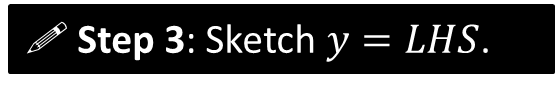 Step 3: Sketch y = LHS.